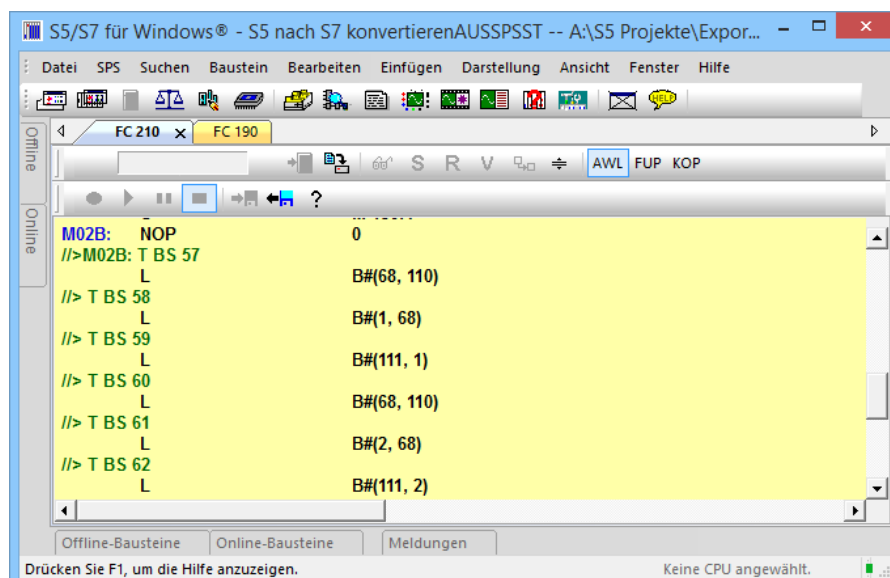 S5/S7 für Windows® - S5 nach S7 konvertierenAUSSPSST -- A:\S5 Projekte\Expor...
Datei SPS Suchen Baustein Bearbeiten Einfügen Darstellung Ansicht Fenster Hilfe
HELP
Offline
Online
FC 210 x FC 190
S R V AWL FUP KOP
?
M02B: NOP 0
//>M02B: T BS 57
L B#(68, 110)
//> T BS 58
L B#(1, 68)
//> T BS 59
L B#(111, 1)
//> T BS 60
L B#(68, 110)
//> T BS 61
L B#(2, 68)
//> T BS 62
L B#(111, 2)
Offline-Bausteine Online-Bausteine Meldungen
Drücken Sie F1, um die Hilfe anzuzeigen. Keine CPU angewählt.